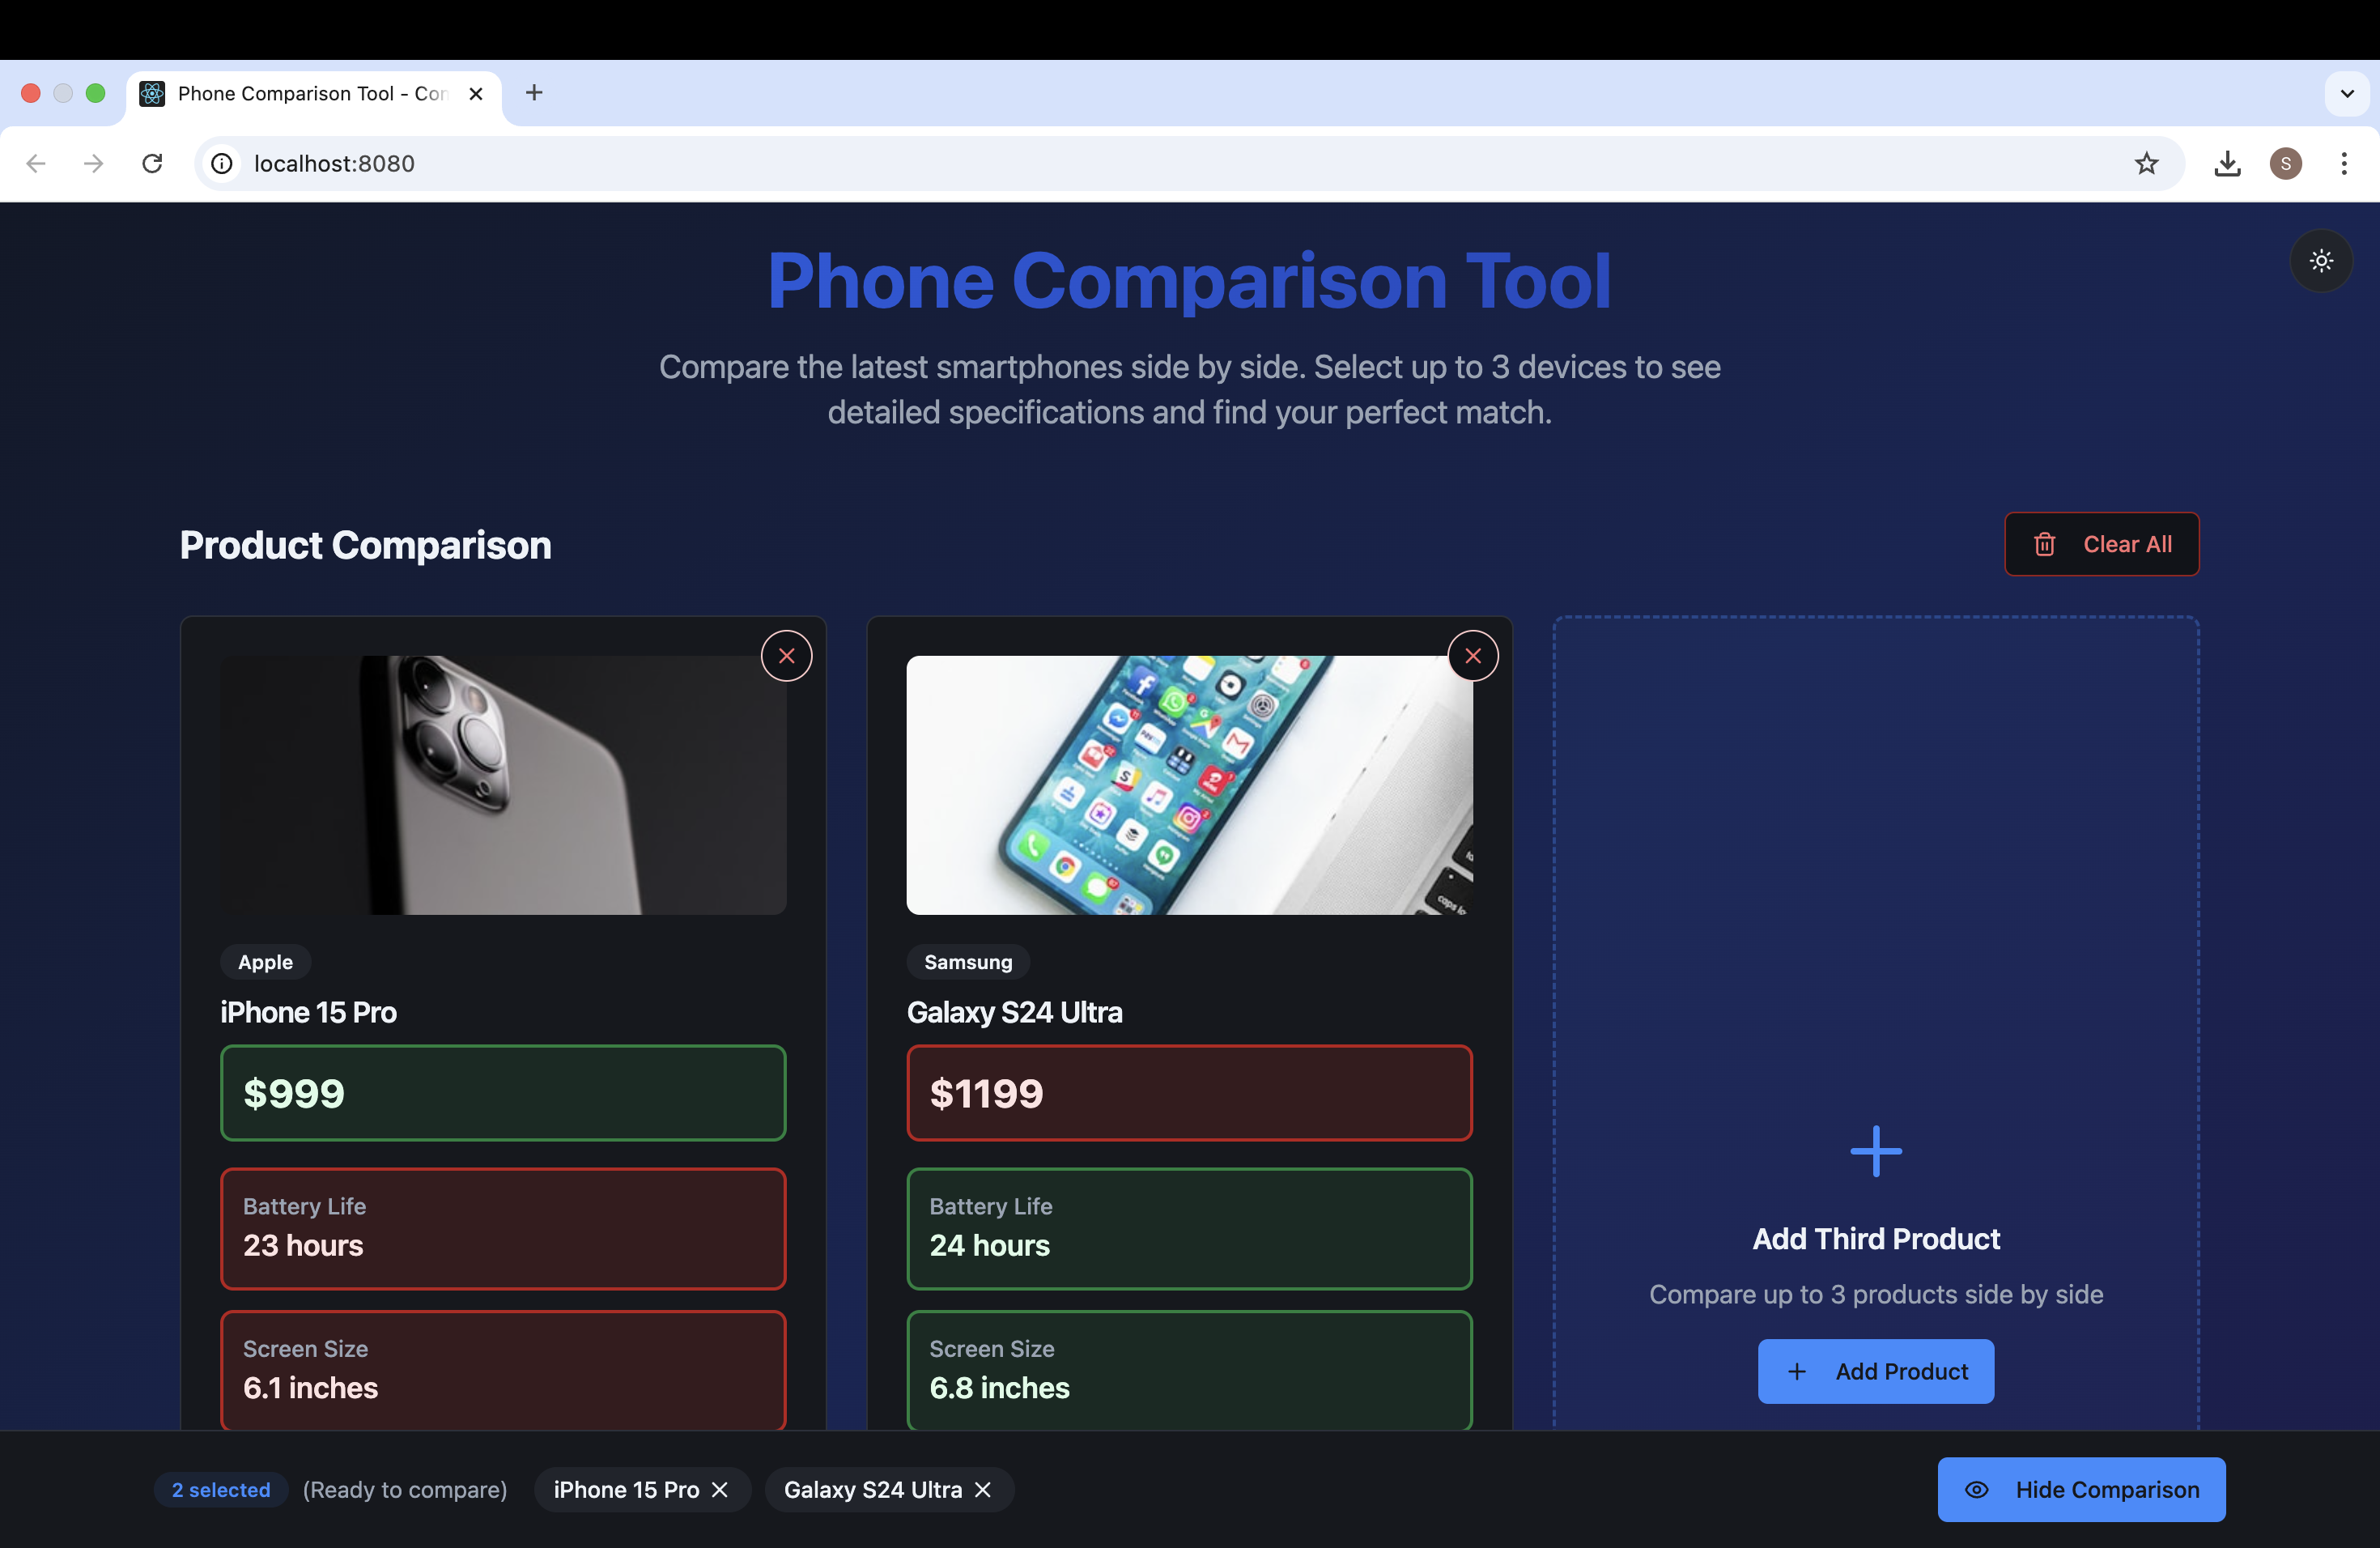 Phone Comparison Tool - Con
localhost:8080
S
Phone Comparison Tool
Compare the latest smartphones side by side. Select up to 3 devices to see
detailed specifications and find your perfect match.
Product Comparison
Clear All
Apple
iPhone 15 Pro
$999
Battery Life
23 hours
Screen Size
6.1 inches
caps lo
Samsung
Galaxy S24 Ultra
$1199
Battery Life
24 hours
Screen Size
6.8 inches
Add Third Product
Compare up to 3 products side by side
Add Product
2 selected
(Ready to compare)
iPhone 15 Pro
Galaxy S24 Ultra
Hide Comparison